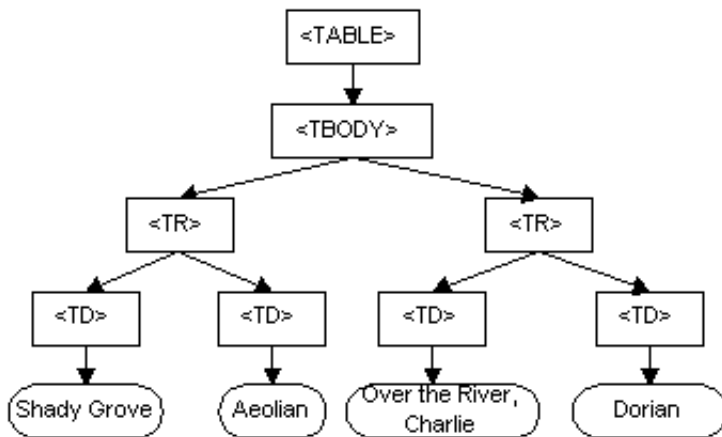 <TABLE>
<TBODY>
<TR>
<TR>
<TD>
<TD>
<TD>
<TD>
Shady Grove
Aeolian
Over the River,
Charlie
Dorian